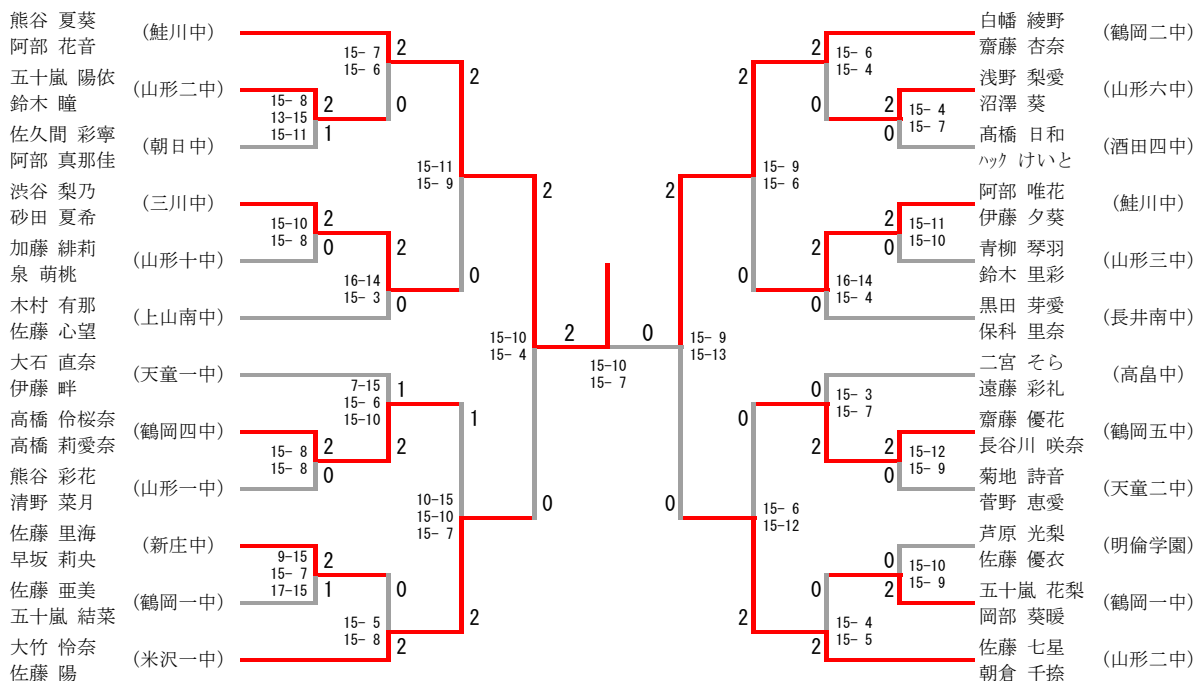 熊谷 夏葵
(鮭川中)
阿部 花音
五十嵐 陽依
(山形二中)
鈴木 瞳
佐久間 彩寧
(朝日中)
阿部 真那佳
渋谷 梨乃
(三川中)
砂田 夏希
加藤 緋莉
(山形十中)
泉 萌桃
木村 有那
(上山南中)
佐藤 心望
大石 直奈
(天童一中)
伊藤 畔
高橋 伶桜奈
(鶴岡四中)
高橋 莉愛奈
熊谷 彩花
(山形一中)
清野 菜月
佐藤 里海
(新庄中)
早坂 莉央
佐藤 亜美
(鶴岡一中)
五十嵐 結菜
大竹 怜奈
(米沢一中)
佐藤 陽
15- 7
15- 6
2
0
15- 8
13-15
15-11
2
1
15-10
15- 8
2
0
16-14
15- 3
2
0
15-11
15- 9
2
0
7-15
15- 6
15-10
1
2
15- 8
15- 8
2
0
9-15
15- 7
17-15
2
1
15- 5
15- 8
0
2
10-15
15-10
15- 7
1
2
15-10
15- 4
2
0
2
0
15-10
15- 7
15- 9
15-13
2
0
15- 9
15- 6
2
0
15- 6
15- 4
2
0
15- 4
15- 7
2
0
15-11
15-10
2
0
16-14
15- 4
2
0
15- 6
15-12
0
2
15- 3
15- 7
0
2
15-12
15- 9
2
0
15-10
15- 9
0
2
15- 4
15- 5
0
2
白幡 綾野
(鶴岡二中)
齋藤 杏奈
浅野 梨愛
(山形六中)
沼澤 葵
髙橋 日和
(酒田四中)
ﾊｯｸ けいと
阿部 唯花
(鮭川中)
伊藤 夕葵
青柳 琴羽
(山形三中)
鈴木 里彩
黒田 芽愛
(長井南中)
保科 里奈
二宮 そら
(高畠中)
遠藤 彩礼
齋藤 優花
(鶴岡五中)
長谷川 咲奈
菊地 詩音
(天童二中)
菅野 恵愛
芦原 光梨
(明倫学園)
佐藤 優衣
五十嵐 花梨
(鶴岡一中)
岡部 葵暖
佐藤 七星
(山形二中)
朝倉 千捺